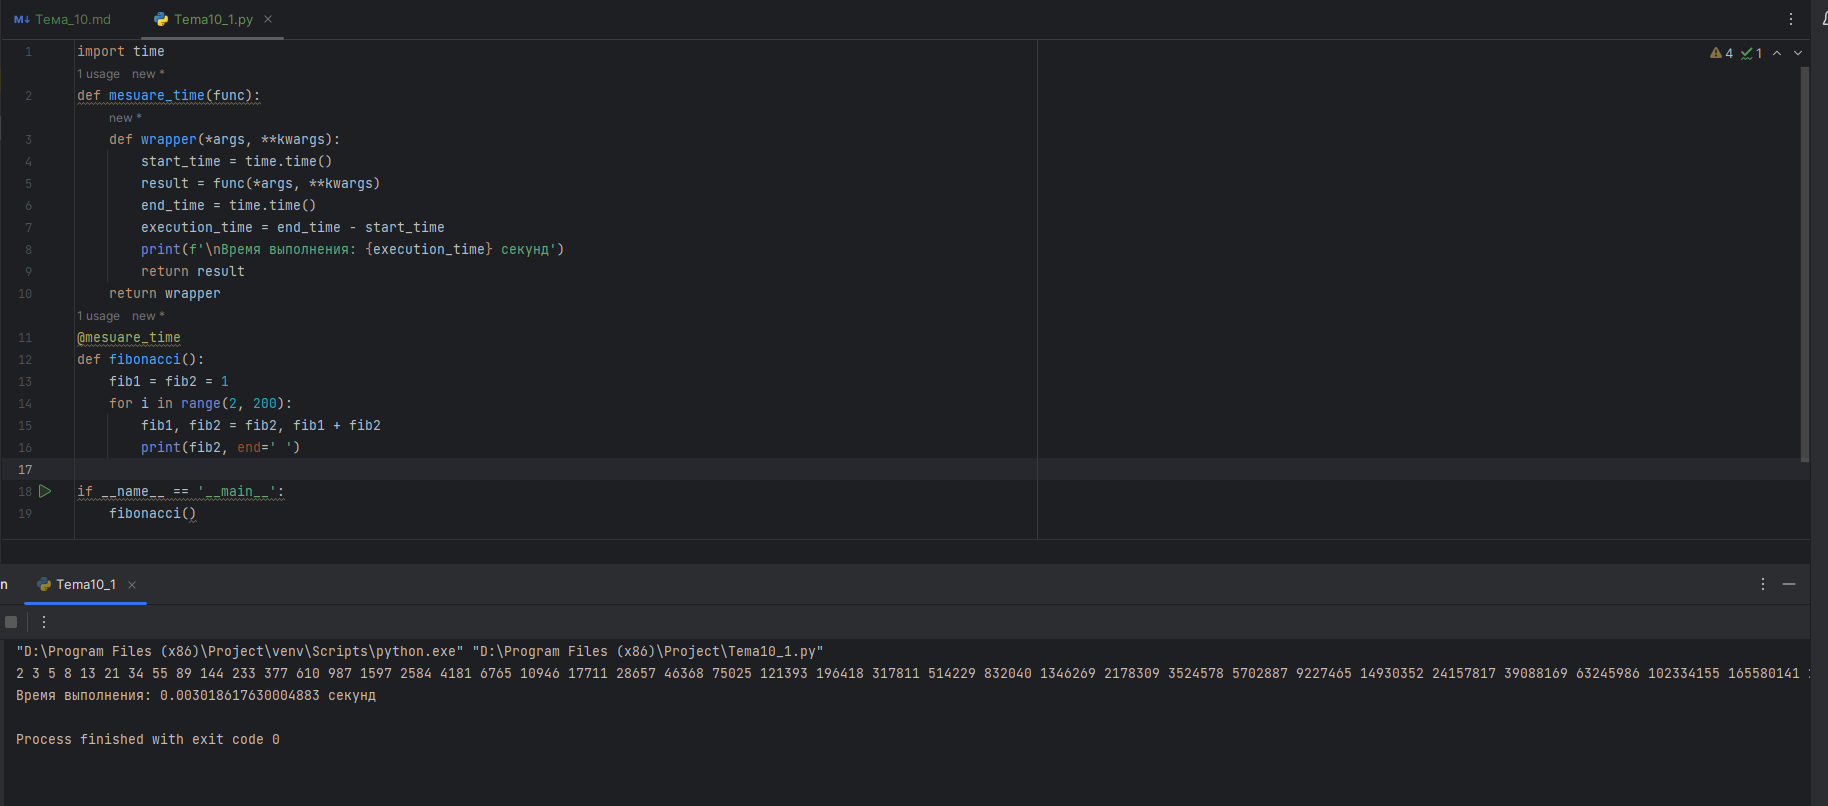 M↓ Тема_10.md Tema10_1.py ×
4 1
1 import time
1 usage new *
2 def mesuare_time(func):
new *
3 def wrapper(*args, **kwargs):
4 start_time = time.time()
5 result = func(*args, **kwargs)
6 end_time = time.time()
7 execution_time = end_time - start_time
8 print(f'\nВремя выполнения: {execution_time} секунд')
9 return result
10 return wrapper
1 usage new *
11 @mesuare_time
12 def fibonacci():
13 fib1 = fib2 = 1
14 for i in range(2, 200):
15 fib1, fib2 = fib2, fib1 + fib2
16 print(fib2, end=' ')
17
18 if __name__ == '__main__':
19 fibonacci()
n Tema10_1 ×
"D:\Program Files (x86)\Project\venv\Scripts\python.exe" "D:\Program Files (x86)\Project\Tema10_1.py"
2 3 5 8 13 21 34 55 89 144 233 377 610 987 1597 2584 4181 6765 10946 17711 28657 46368 75025 121393 196418 317811 514229 832040 1346269 2178309 3524578 5702887 9227465 14930352 24157817 39088169 63245986 102334155 165580141
Время выполнения: 0.003018617630004883 секунд
Process finished with exit code 0